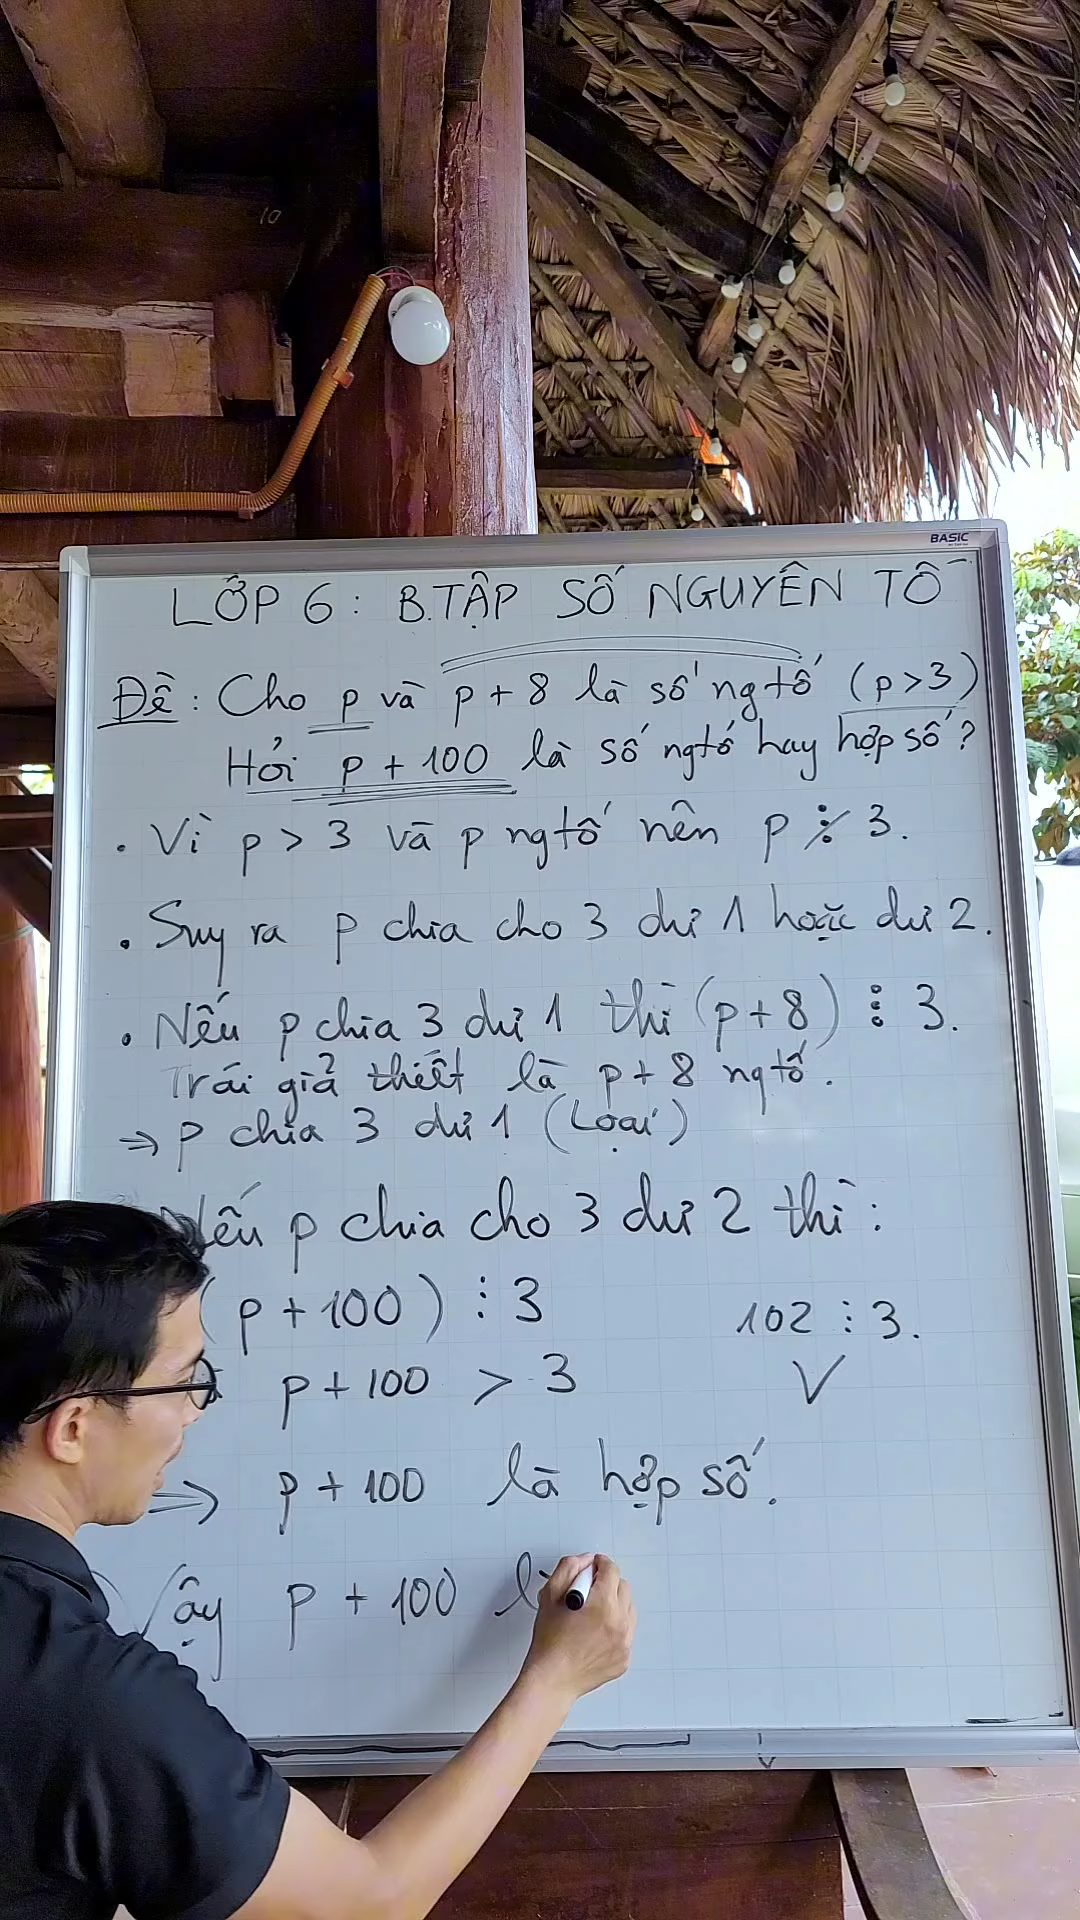 BASIC
LỚP 6: B.TẬP SỐ NGUYÊN TỐ
Đề: Cho p và p + 8 là số ng tố (p > 3)
Hỏi p + 100 là số ngtố hay hợp số?
. Vì p > 3 và p ngtố nên p ⋮̸ 3.
. Suy ra p chia cho 3 dư 1 hoặc dư 2.
. Nếu p chia 3 dư 1 thì (p + 8) ⋮ 3.
Trái giả thiết là p + 8 ngtố.
⇒ p chia 3 dư 1 (Loại)
Nếu p chia cho 3 dư 2 thì:
(p + 100) ⋮ 3 102 ⋮ 3.
p + 100 > 3 V
⇒ p + 100 là hợp số.
Vậy p + 100 là